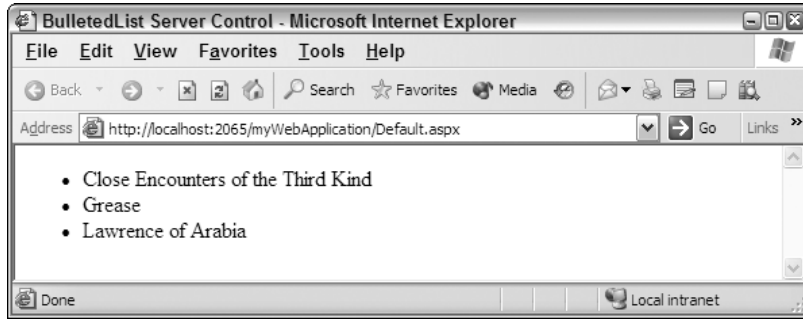 BulletedList Server Control - Microsoft Internet Explorer
File Edit View Favorites Tools Help
Back Search Favorites Media
Address http://localhost:2065/myWebApplication/Default.aspx Go Links »
• Close Encounters of the Third Kind
• Grease
• Lawrence of Arabia
Done Local intranet